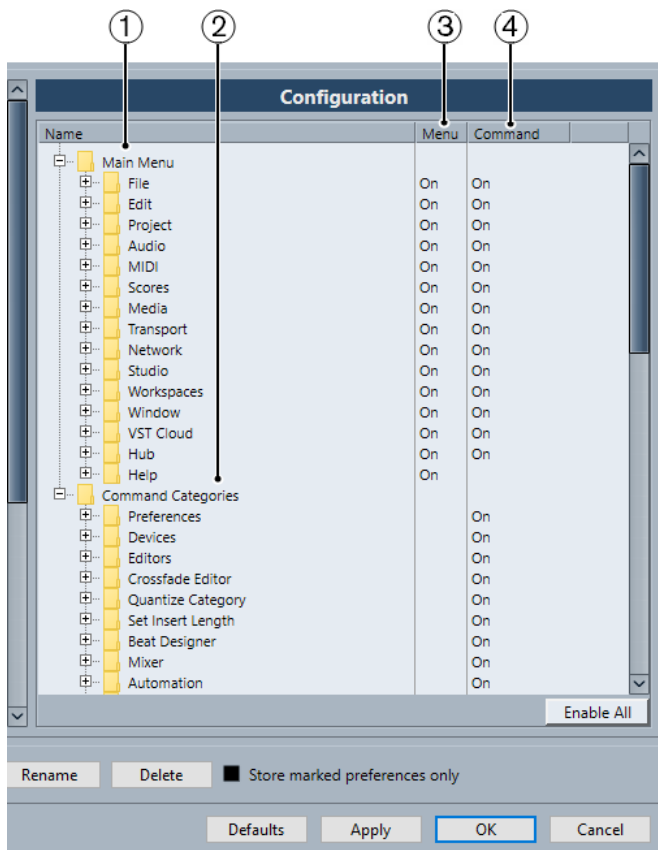 ① ② ③ ④
Configuration
Name Menu Command
Main Menu
File On On
Edit On On
Project On On
Audio On On
MIDI On On
Scores On On
Media On On
Transport On On
Network On On
Studio On On
Workspaces On On
Window On On
VST Cloud On On
Hub On On
Help On
Command Categories
Preferences On
Devices On
Editors On
Crossfade Editor On
Quantize Category On
Set Insert Length On
Beat Designer On
Mixer On
Automation On
Enable All
Rename Delete Store marked preferences only
Defaults Apply OK Cancel